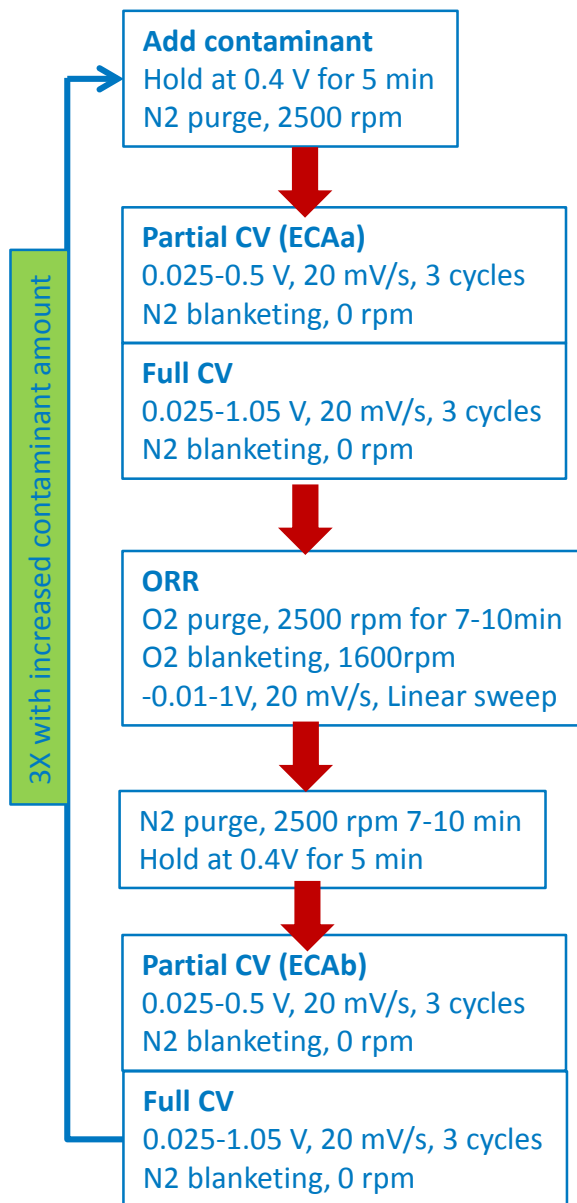 Add contaminant
Hold at 0.4 V for 5 min
N2 purge, 2500 rpm
Partial CV (ECAa)
0.025-0.5 V, 20 mV/s, 3 cycles
N2 blanketing, 0 rpm
Full CV
0.025-1.05 V, 20 mV/s, 3 cycles
N2 blanketing, 0 rpm
ORR
O2 purge, 2500 rpm for 7-10min
O2 blanketing, 1600rpm
-0.01-1V, 20 mV/s, Linear sweep
N2 purge, 2500 rpm 7-10 min
Hold at 0.4V for 5 min
Partial CV (ECAb)
0.025-0.5 V, 20 mV/s, 3 cycles
N2 blanketing, 0 rpm
Full CV
0.025-1.05 V, 20 mV/s, 3 cycles
N2 blanketing, 0 rpm
3X with increased contaminant amount